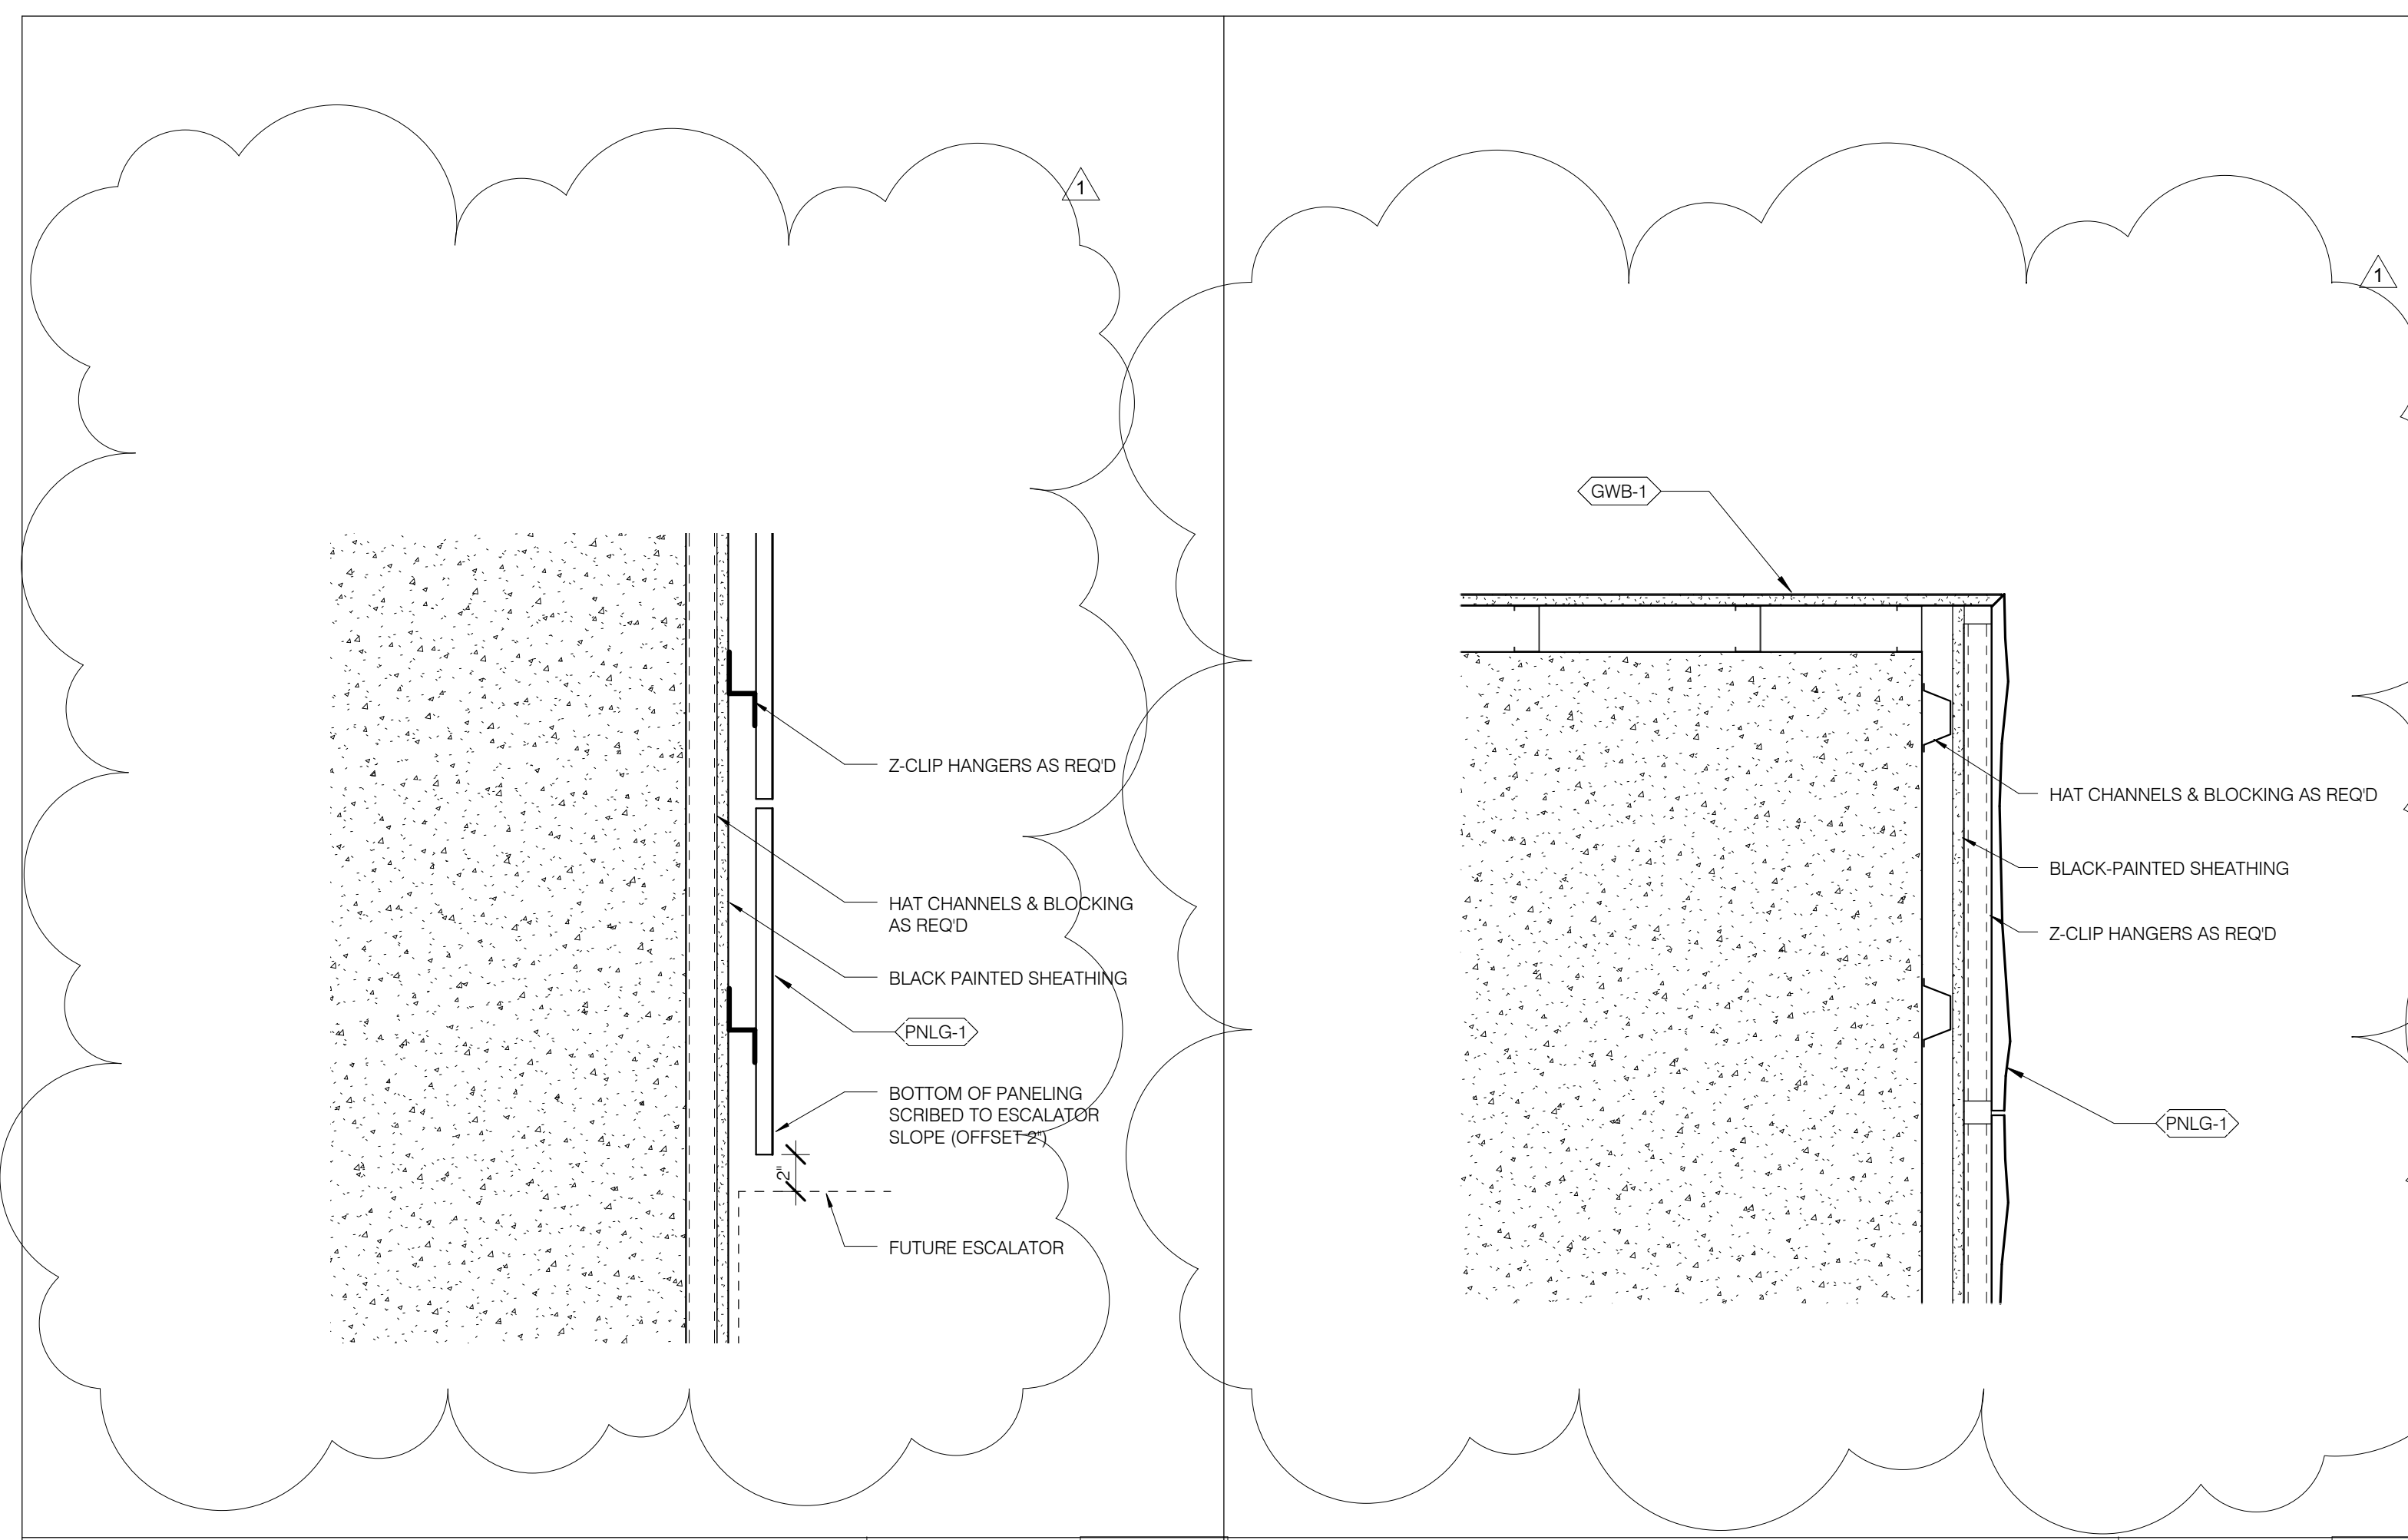 1
Z-CLIP HANGERS AS REQ'D
HAT CHANNELS & BLOCKING
AS REQ'D
BLACK PAINTED SHEATHING
PNLG-1
BOTTOM OF PANELING
SCRIBED TO ESCALATOR
SLOPE (OFFSET 2")
2"
FUTURE ESCALATOR
1
GWB-1
HAT CHANNELS & BLOCKING AS REQ'D
BLACK-PAINTED SHEATHING
Z-CLIP HANGERS AS REQ'D
PNLG-1